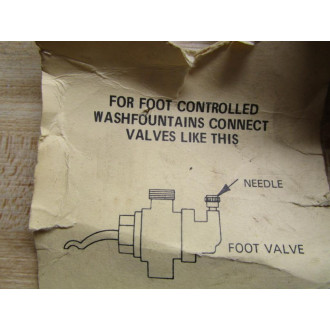 FOR FOOT CONTROLLED
WASHFOUNTAINS CONNECT
VALVES LIKE THIS
NEEDLE
FOOT VALVE